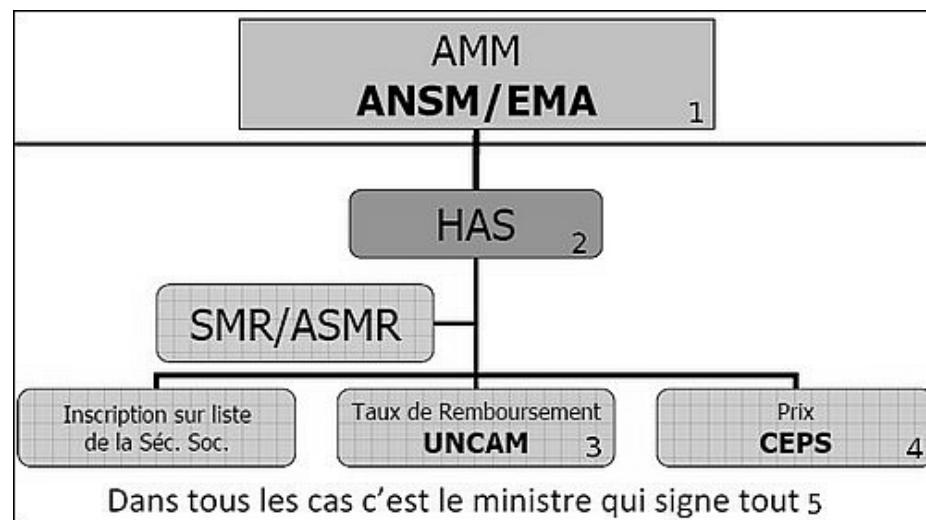 AMM
ANSM/EMA 1
HAS 2
SMR/ASMR
Inscription sur liste
de la Séc. Soc.
Taux de Remboursement
UNCAM 3
Prix
CEPS 4
Dans tous les cas c’est le ministre qui signe tout 5